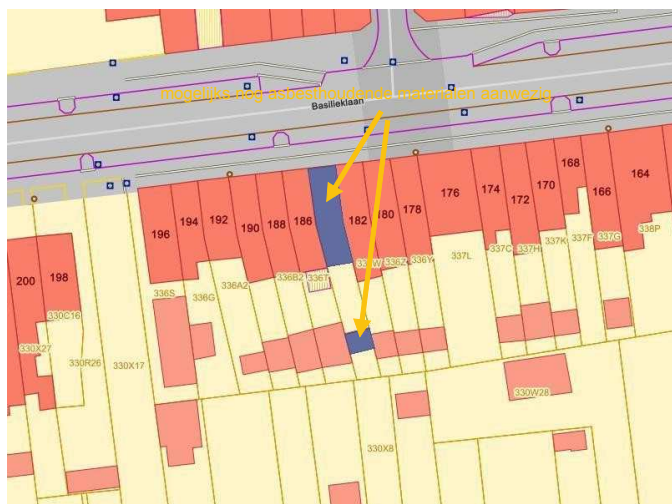 mogelijks nog asbesthoudende materialen aanwezig
Basilieklaan
168
164
170
166
174
172
176
178
180
182
186
188
190
192
194
196
338P
337G
337F
337K
337H
337C
337L
336Y
336Z
336W
336T
336B2
336A2
336G
336S
198
200
330C16
330X27
330R26
330X17
330W28
330X8